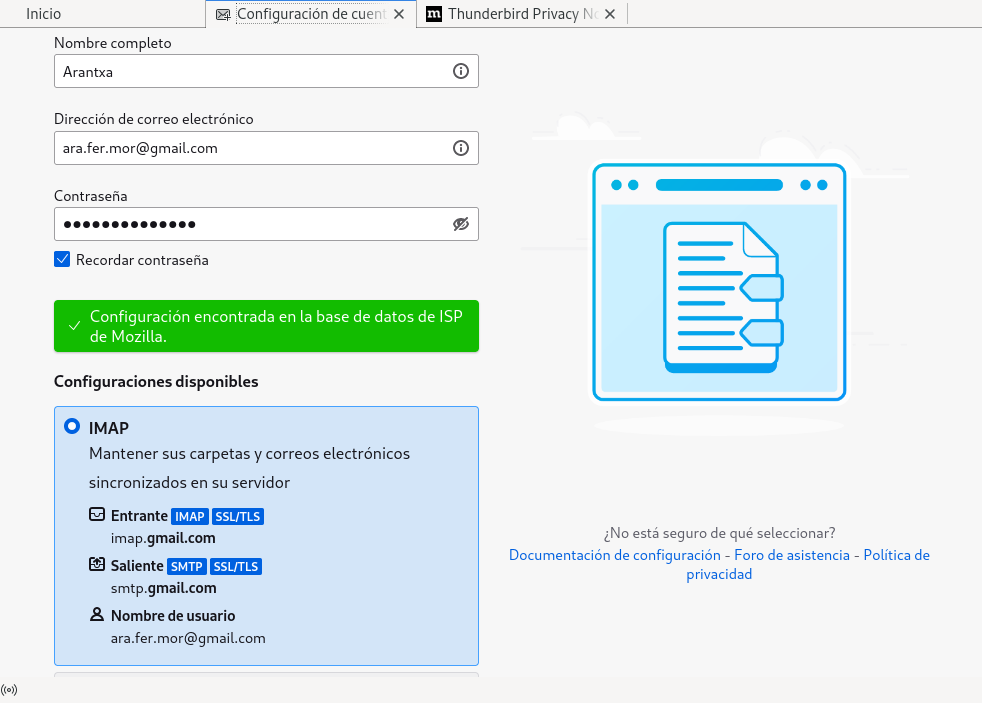 Inicio
Configuración de cuent
m Thunderbird Privacy No
Nombre completo
Arantxa
Dirección de correo electrónico
ara.fer.mor@gmail.com
Contraseña
Recordar contraseña
Configuración encontrada en la base de datos de ISP
de Mozilla.
Configuraciones disponibles
IMAP
Mantener sus carpetas y correos electrónicos
sincronizados en su servidor
Entrante IMAP SSL/TLS
imap.gmail.com
Saliente SMTP SSL/TLS
smtp.gmail.com
Nombre de usuario
ara.fer.mor@gmail.com
¿No está seguro de qué seleccionar?
Documentación de configuración - Foro de asistencia - Política de
privacidad